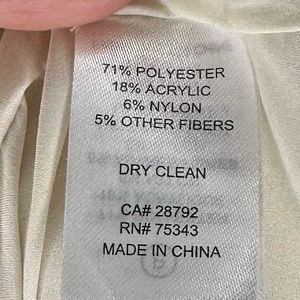 71% POLYESTER
18% ACRYLIC
6% NYLON
5% OTHER FIBERS
DRY CLEAN
CA# 28792
RN# 75343
MADE IN CHINA